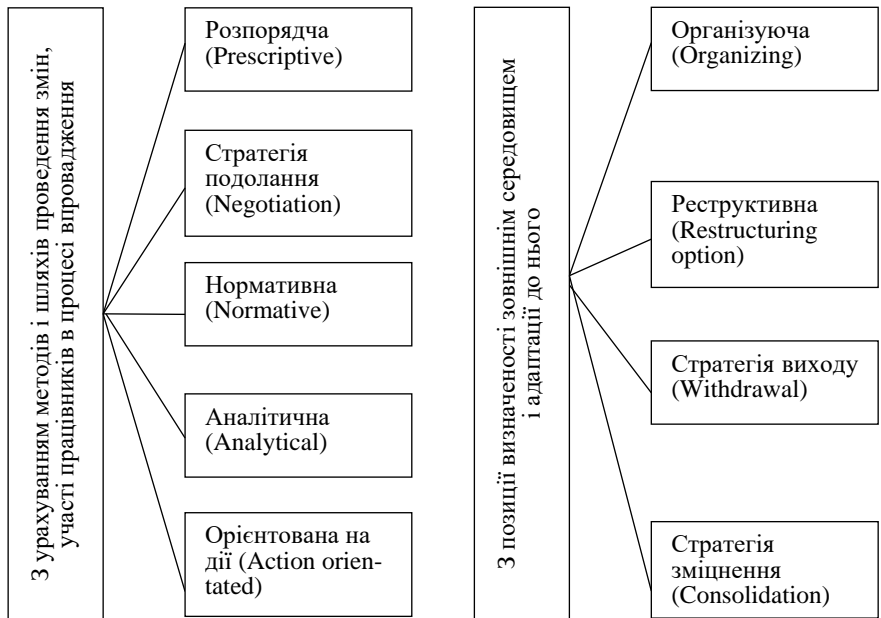 З урахуванням методів і шляхів проведення змін,
участі працівників в процесі впровадження
Розпорядча
(Prescriptive)
Стратегія
подолання
(Negotiation)
Нормативна
(Normative)
Аналітична
(Analytical)
Орієнтована на
дії (Action orien-
tated)
З позиції визначеності зовнішнім середовищем
і адаптації до нього
Організуюча
(Organizing)
Реструктивна
(Restructuring
option)
Стратегія виходу
(Withdrawal)
Стратегія
зміцнення
(Consolidation)